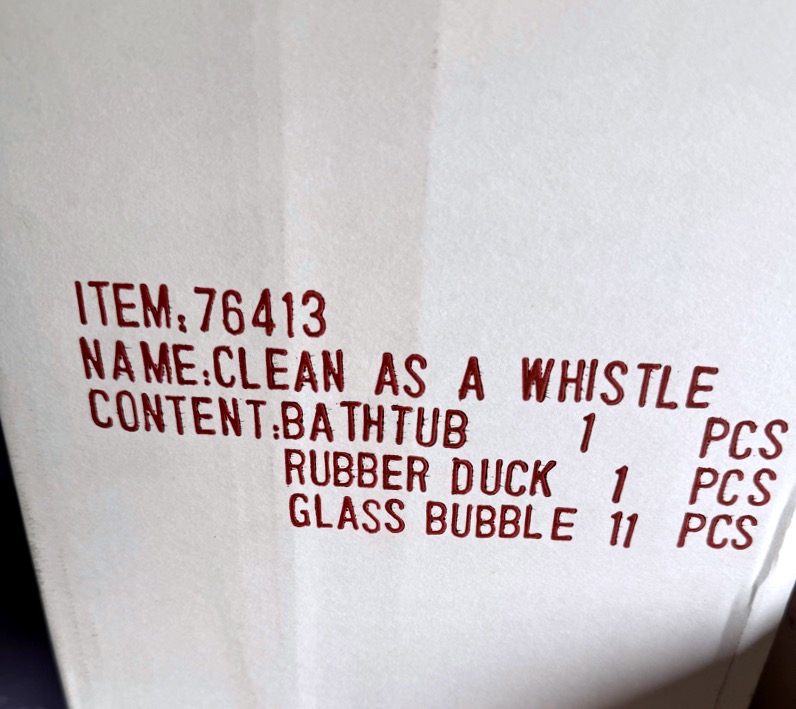 ITEM:76413
NAME:CLEAN AS A WHISTLE
CONTENT:BATHTUB 1 PCS
RUBBER DUCK 1 PCS
GLASS BUBBLE 11 PCS